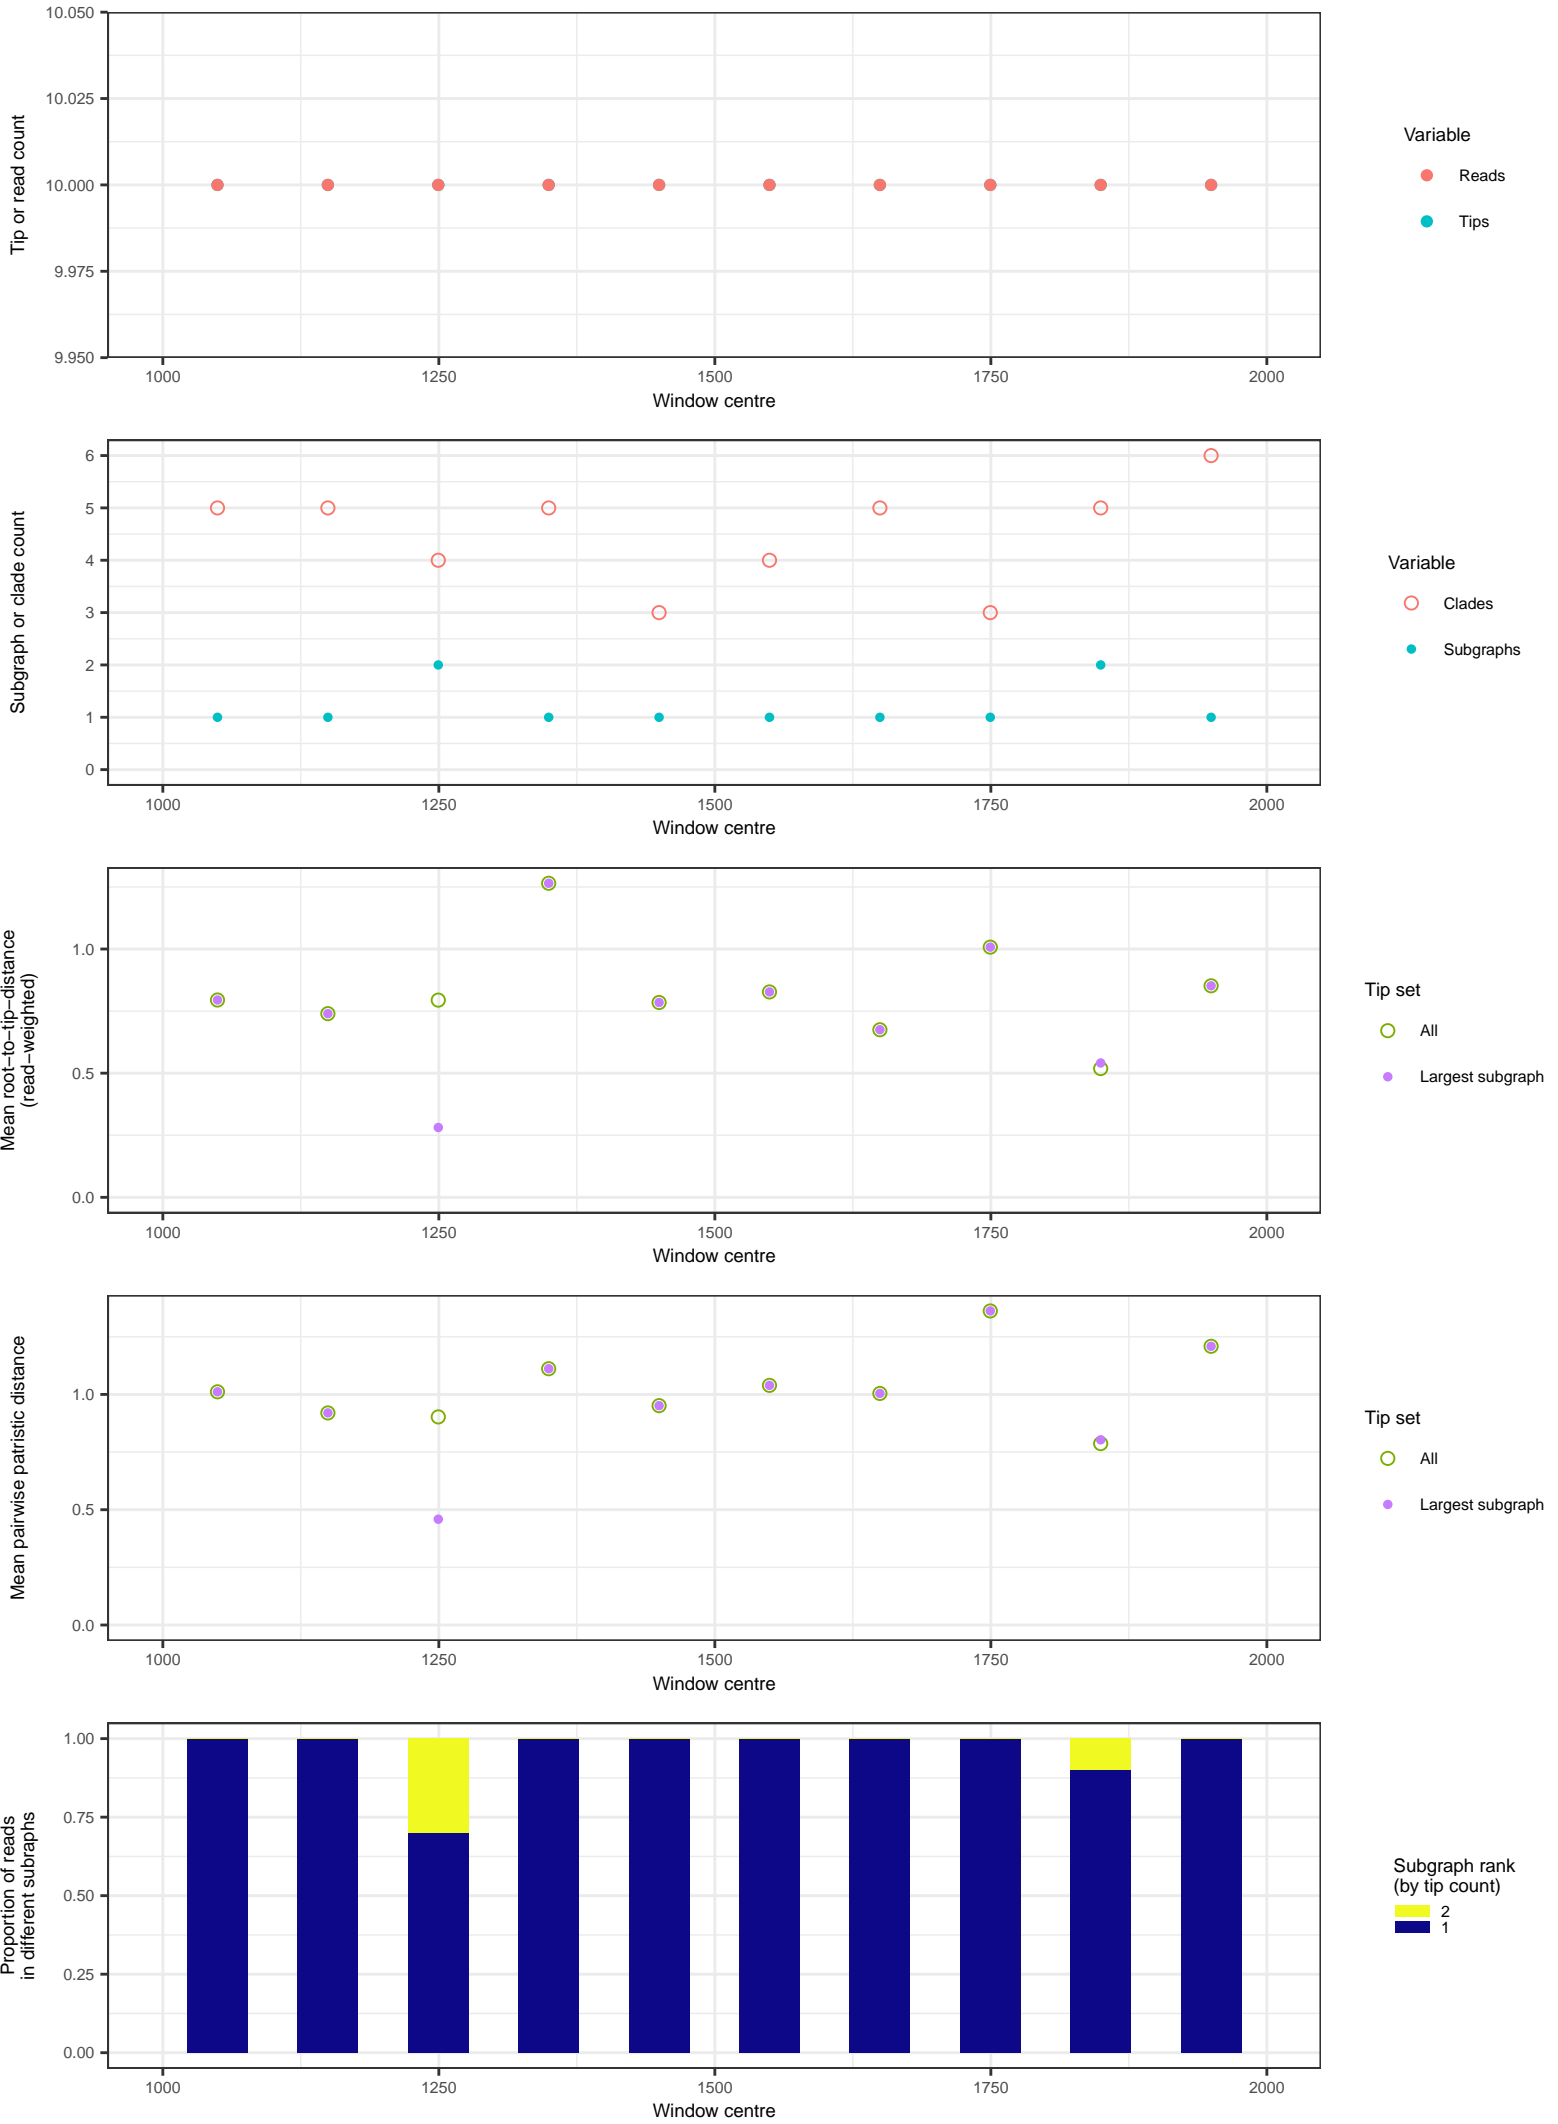 10.050
10.025
10.000
9.975
9.950
Tip or read count
1000 1250 1500 1750 2000
Window centre
Variable
Reads
Tips
6
5
4
3
2
1
0
Subgraph or clade count
1000 1250 1500 1750 2000
Window centre
Variable
Clades
Subgraphs
1.0
0.5
0.0
Mean root−to−tip−distance
(read−weighted)
1000 1250 1500 1750 2000
Window centre
Tip set
All
Largest subgraph
1.0
0.5
0.0
Mean pairwise patristic distance
1000 1250 1500 1750 2000
Window centre
Tip set
All
Largest subgraph
1.00
0.75
0.50
0.25
0.00
Proportion of reads
in different subraphs
1000 1250 1500 1750 2000
Window centre
Subgraph rank
(by tip count)
2
1